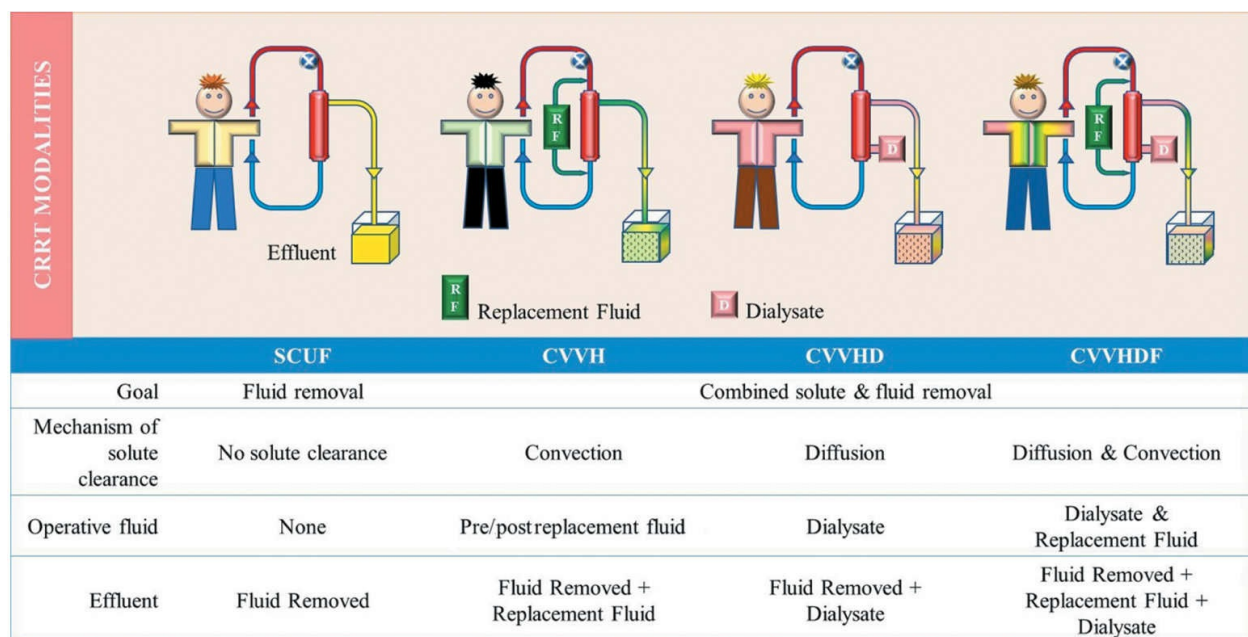 CRRT MODALITIES
R
F
R
F
D
D
Effluent
R
F
Replacement Fluid
D
Dialysate
SCUF CVVH CVVHD CVVHDF
Goal Fluid removal Combined solute & fluid removal
Mechanism of
solute
clearance
No solute clearance Convection Diffusion Diffusion & Convection
Operative fluid None Pre/postreplacement fluid Dialysate
Dialysate &
Replacement Fluid
Effluent Fluid Removed
Fluid Removed +
Replacement Fluid
Fluid Removed +
Dialysate
Fluid Removed +
Replacement Fluid +
Dialysate